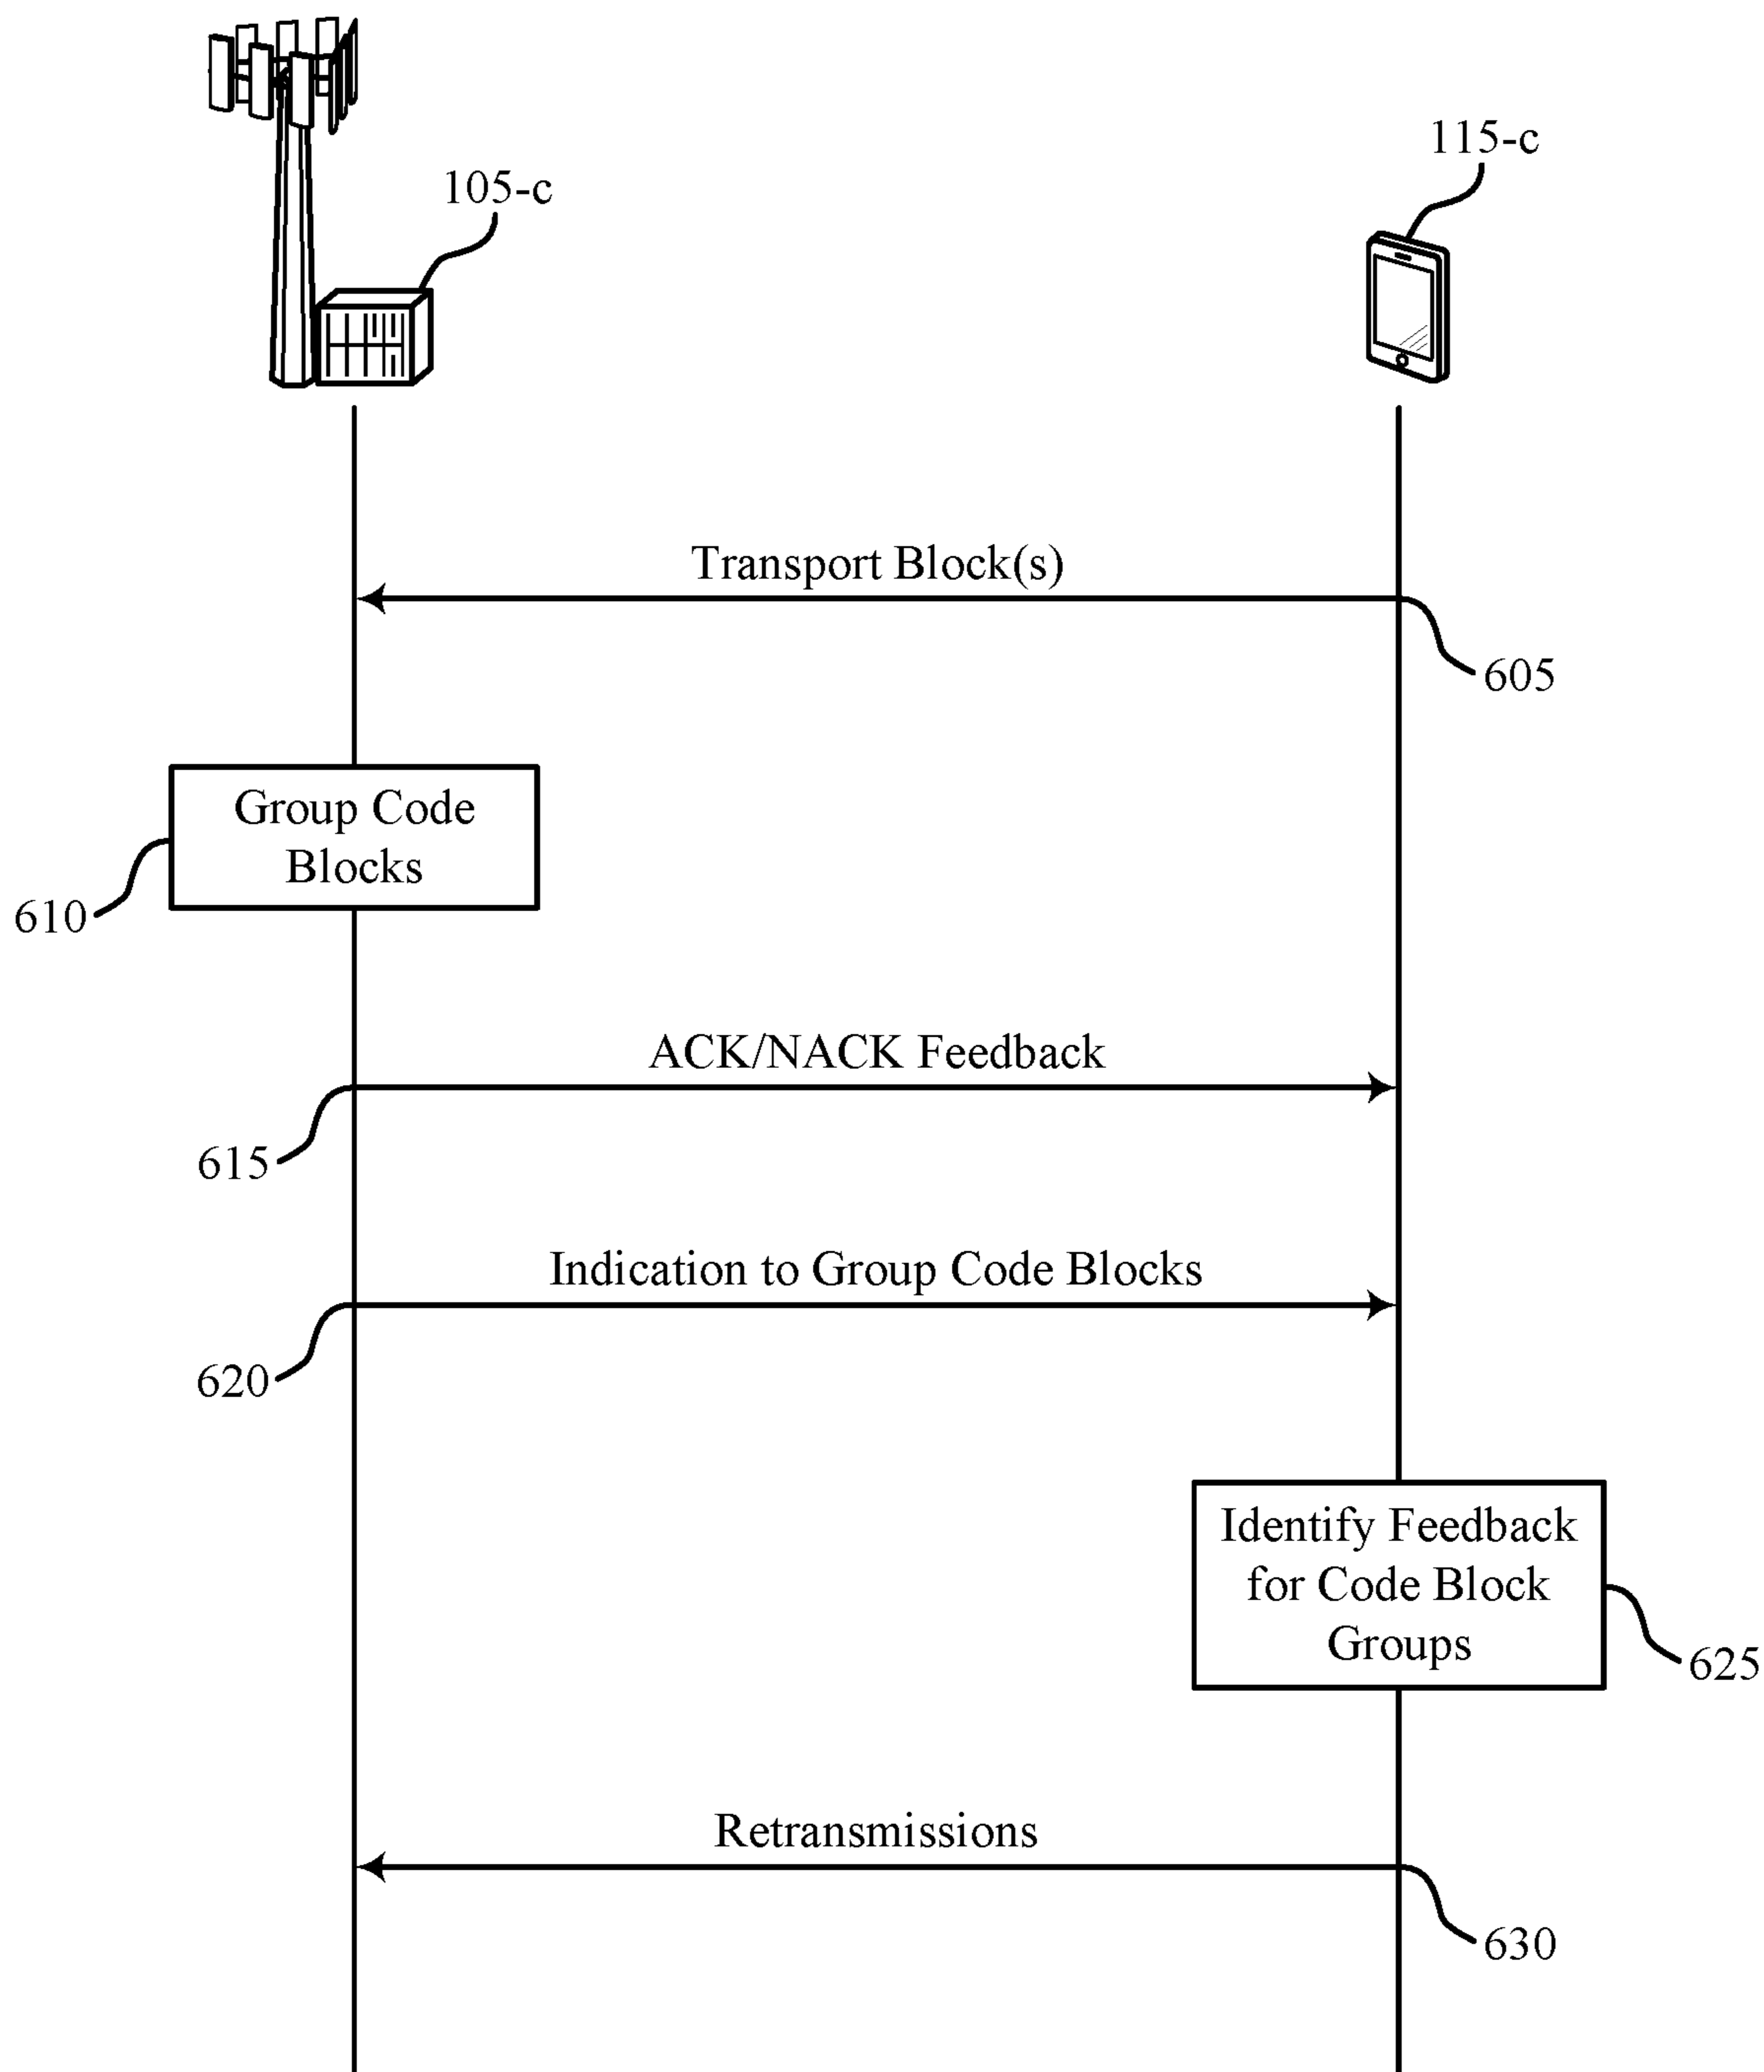 115-c
105-c
Transport Block(s)
605
Group Code
Blocks
610
ACK/NACK Feedback
615
Indication to Group Code Blocks
620
Identify Feedback
for Code Block
Groups
625
Retransmissions
630